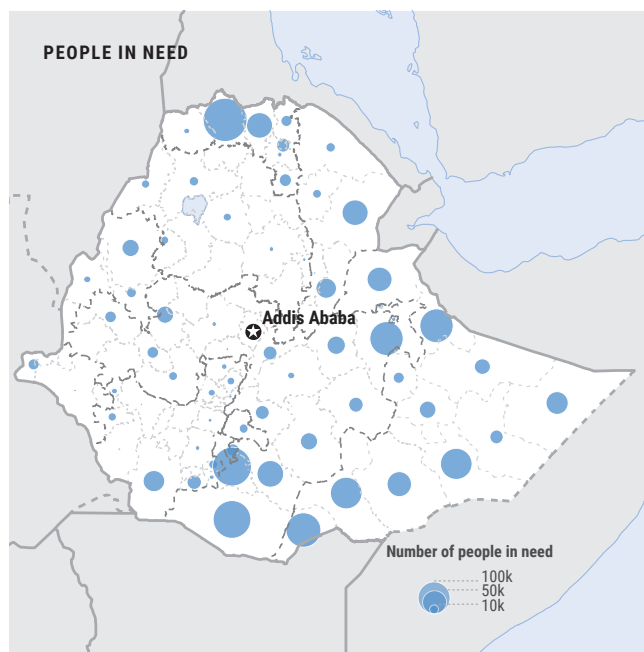 PEOPLE IN NEED
Addis Ababa
Number of people in need
100k
50k
10k